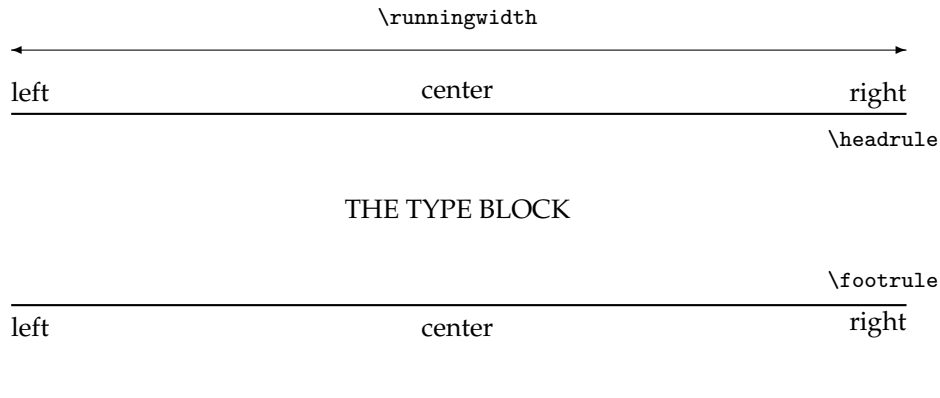 \runningwidth
left center right
\headrule
THE TYPE BLOCK
\footrule
left center right